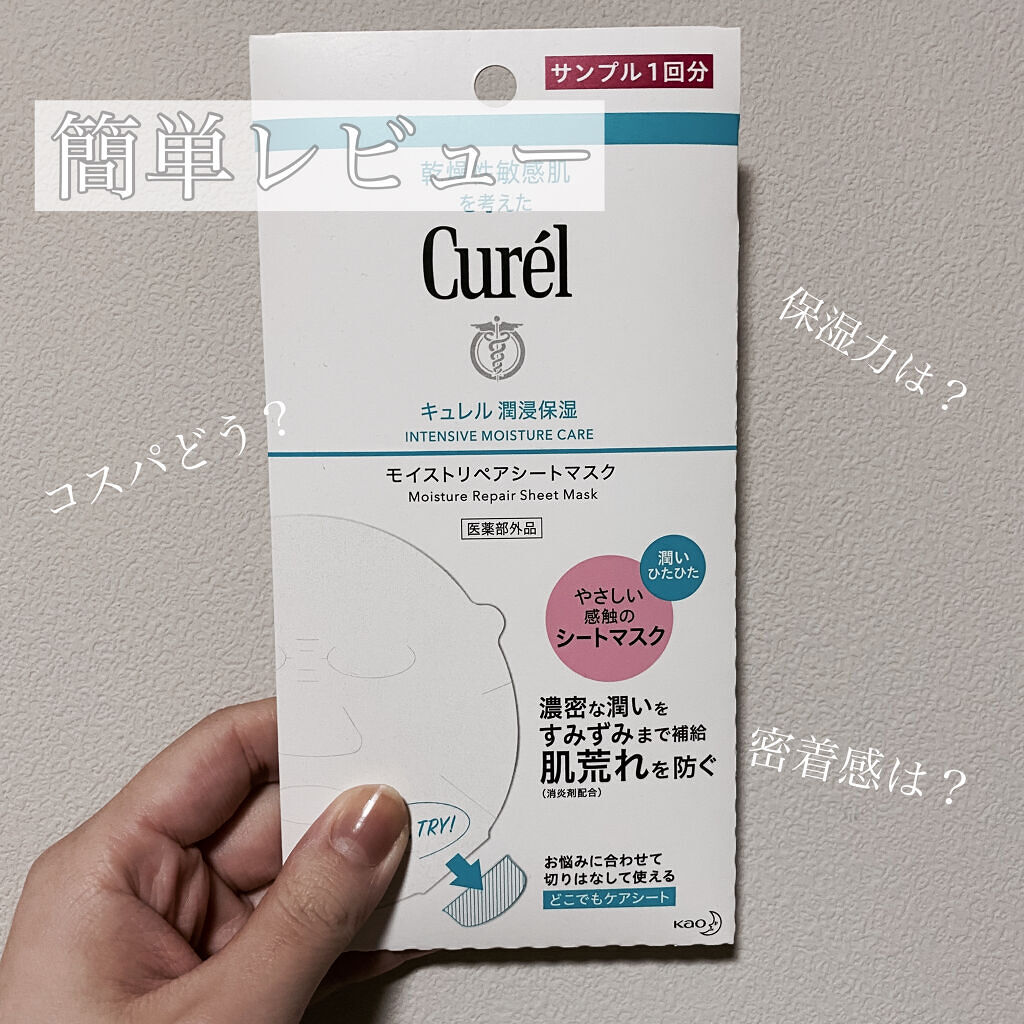 サンプル1回分
簡単レビュー
乾燥性敏感肌
を考えた
Curél
保湿力は？
キュレル 潤浸保湿
INTENSIVE MOISTURE CARE
コスパどう？
モイストリペアシートマスク
Moisture Repair Sheet Mask
医薬部外品
潤い
ひたひた
やさしい
感触の
シートマスク
濃密な潤いを
すみずみまで補給
肌荒れを防ぐ
（消炎剤配合）
密着感は？
TRY!
お悩みに合わせて
切りはなして使える
どこでもケアシート
Kao